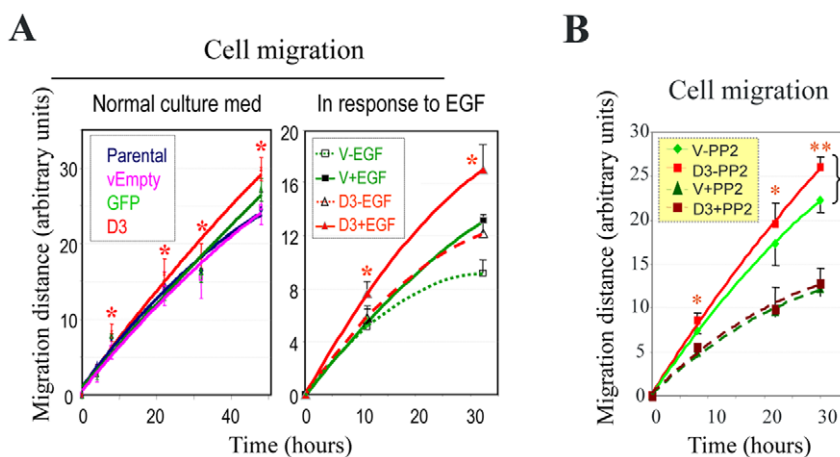 A
Cell migration
Normal culture med
In response to EGF
Migration distance (arbitrary units)
30
20
10
0
Parental
vEmpty
GFP
D3
*
*
*
*
0
20
40
20
16
12
8
4
0
V-EGF
V+EGF
D3-EGF
D3+EGF
*
*
0
10
20
30
Time (hours)
B
Cell migration
Migration distance (arbitrary units)
30
25
20
15
10
5
0
V-PP2
D3-PP2
V+PP2
D3+PP2
*
*
**
}
0
10
20
30
Time (hours)